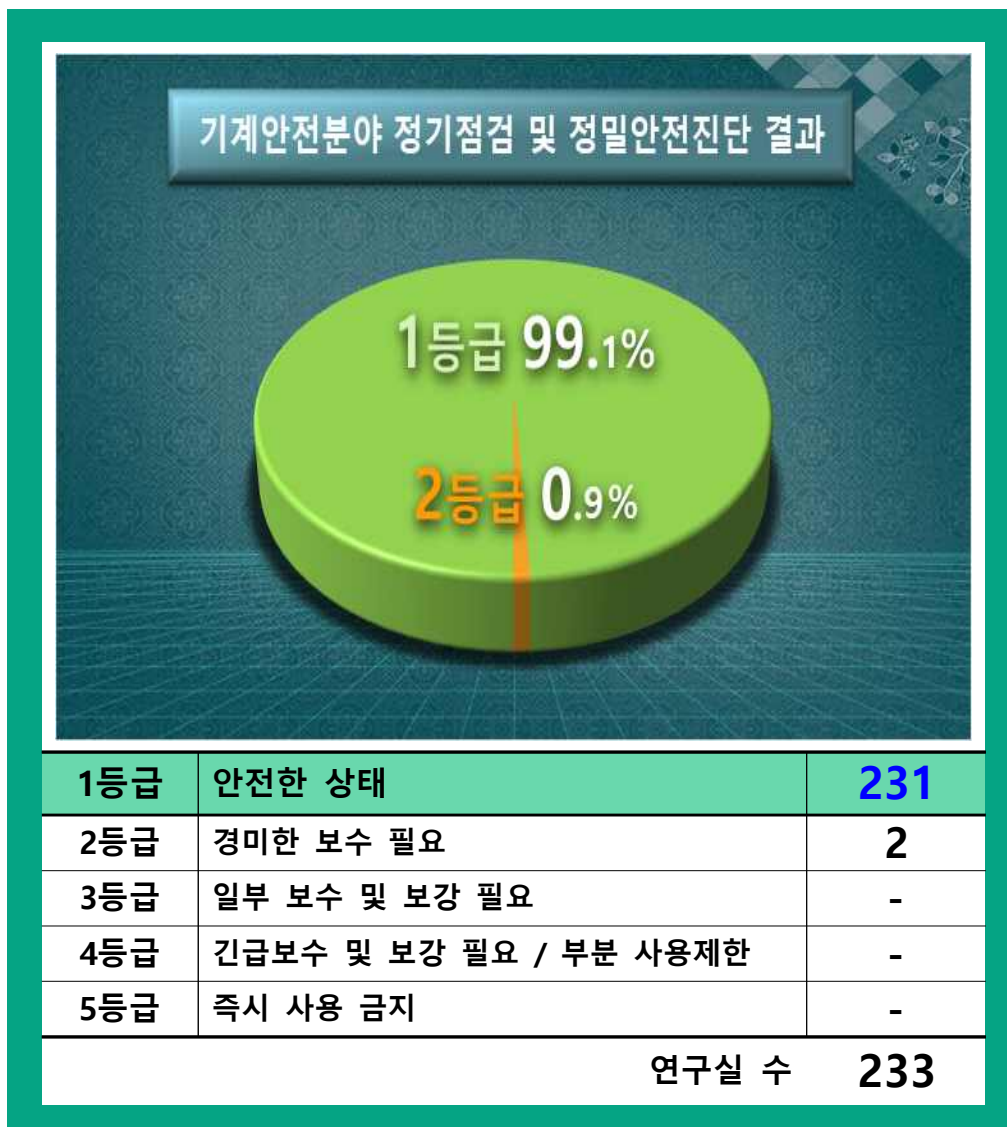 기계안전분야 정기점검 및 정밀안전진단 결과
1등급 99.1%
2등급 0.9%
1등급 안전한 상태 231
2등급 경미한 보수 필요 2
3등급 일부 보수 및 보강 필요 -
4등급 긴급보수 및 보강 필요 / 부분 사용제한 -
5등급 즉시 사용 금지 -
연구실 수 233